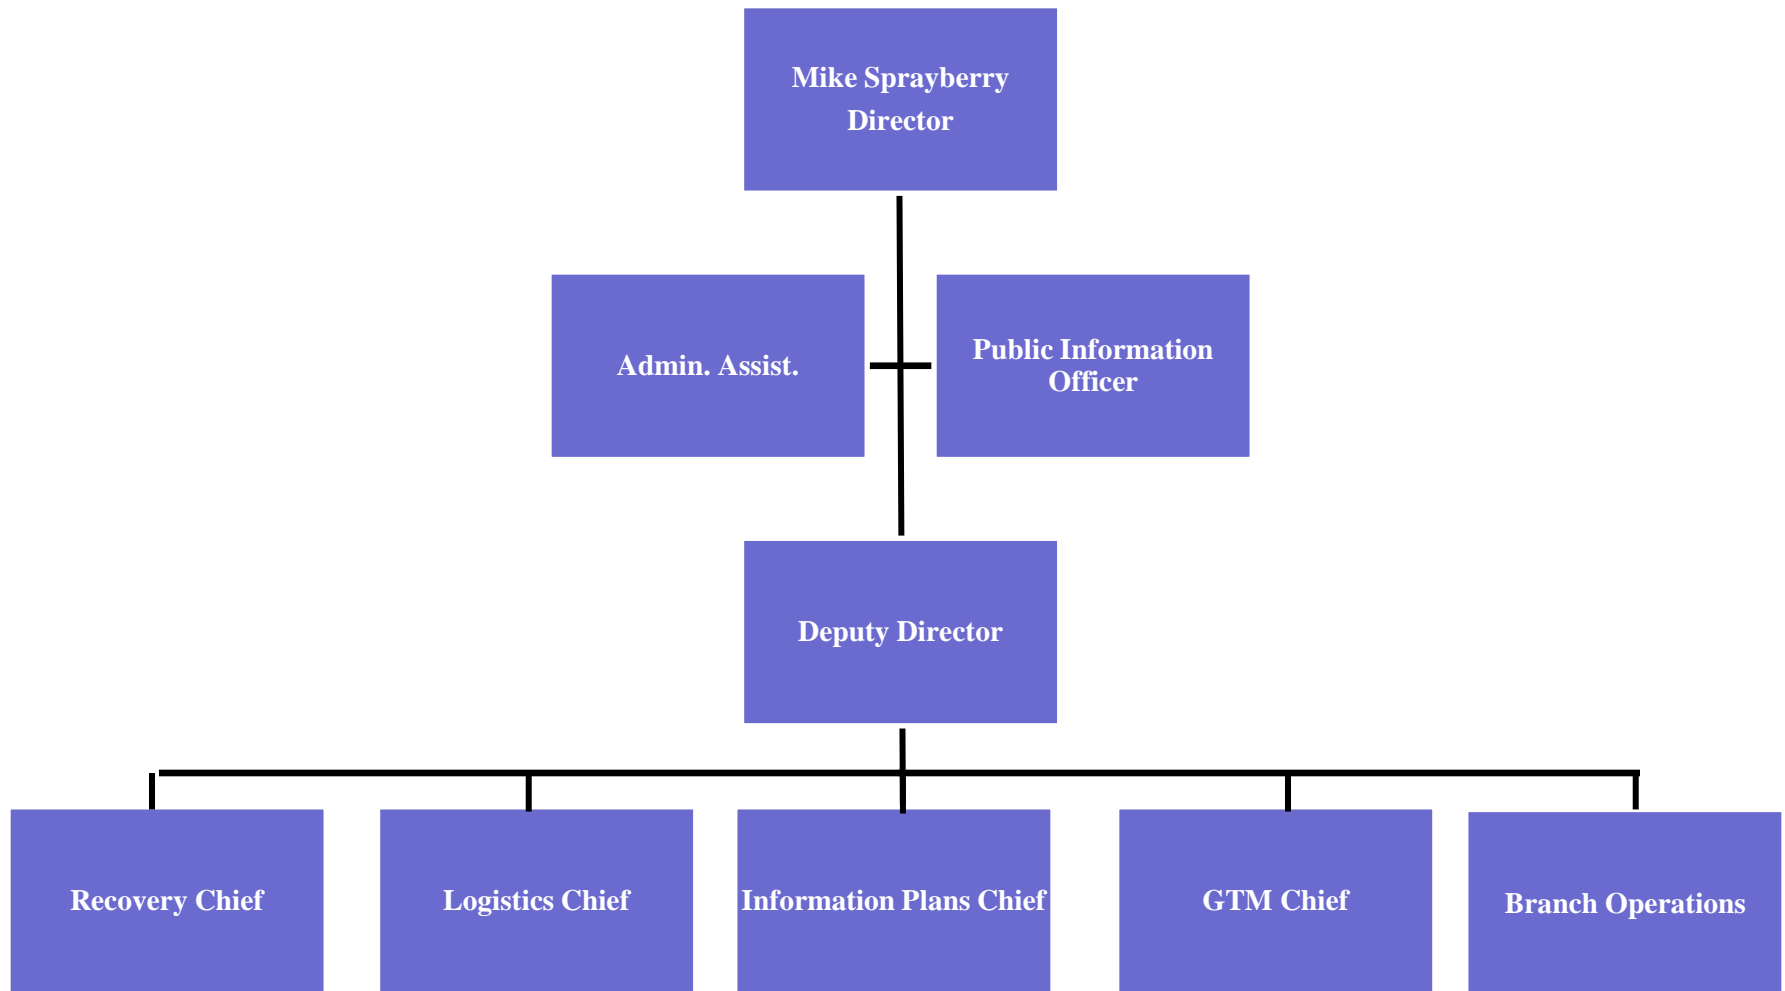 Mike Sprayberry
Director
Admin. Assist.
Public Information
Officer
Deputy Director
Recovery Chief
Logistics Chief
Information Plans Chief
GTM Chief
Branch Operations